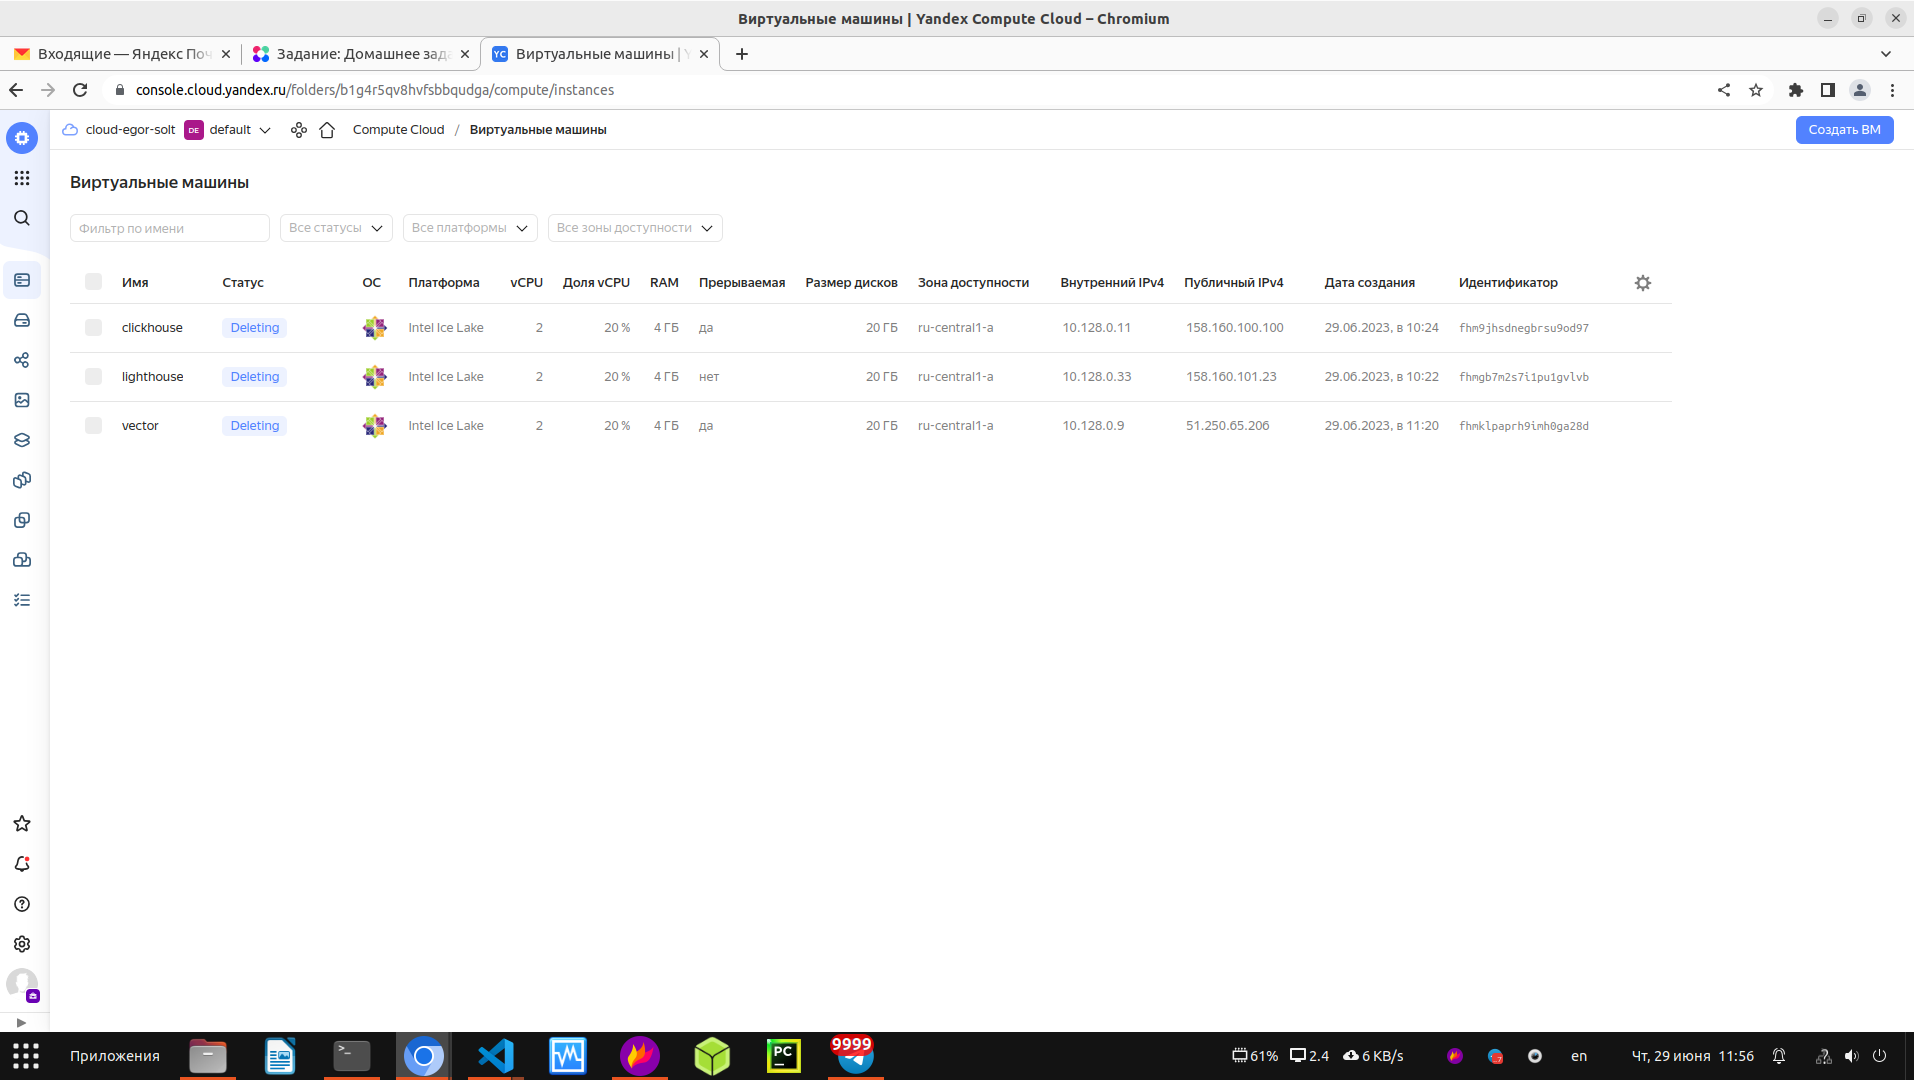 Виртуальные машины | Yandex Compute Cloud – Chromium
Входящие — Яндекс По
Задание: Домашнее зад
YC Виртуальные машины |
console.cloud.yandex.ru/folders/b1g4r5qv8hvfsbbqudga/compute/instances
cloud-egor-solt DE default Compute Cloud / Виртуальные машины Создать ВМ
Виртуальные машины
Фильтр по имени Все статусы Все платформы Все зоны доступности
Имя Статус ОС Платформа vCPU Доля vCPU RAM Прерываемая Размер дисков Зона доступности Внутренний IPv4 Публичный IPv4 Дата создания Идентификатор
clickhouse Deleting Intel Ice Lake 2 20 % 4 ГБ да 20 ГБ ru-central1-a 10.128.0.11 158.160.100.100 29.06.2023, в 10:24 fhm9jhsdnegbrsu9od97
lighthouse Deleting Intel Ice Lake 2 20 % 4 ГБ нет 20 ГБ ru-central1-a 10.128.0.33 158.160.101.23 29.06.2023, в 10:22 fhmgb7m2s7i1pu1gvlvb
vector Deleting Intel Ice Lake 2 20 % 4 ГБ да 20 ГБ ru-central1-a 10.128.0.9 51.250.65.206 29.06.2023, в 11:20 fhmklpaprh9imh0ga28d
Приложения PC 9999 61% 2.4 6 KB/s en Чт, 29 июня 11:56